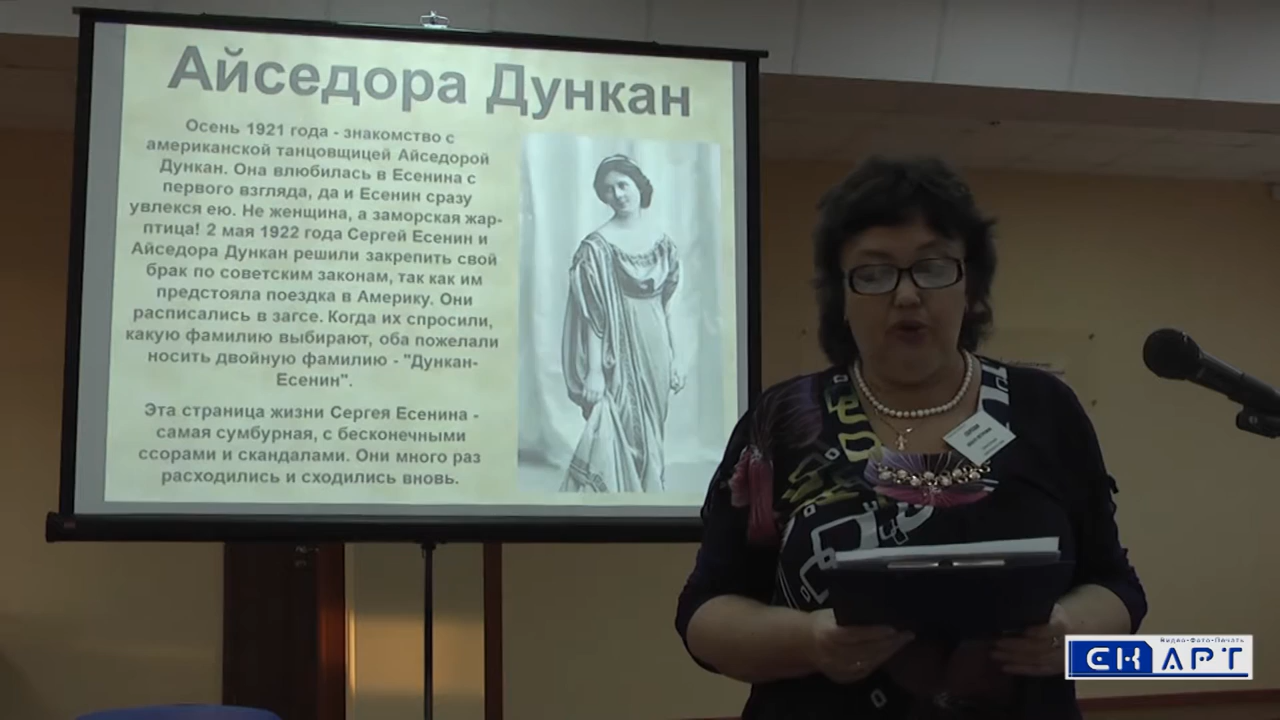 Айседора Дункан
Осень 1921 года - знакомство с
американской танцовщицей Айседорой
Дункан. Она влюбилась в Есенина с
первого взгляда, да и Есенин сразу
увлекся ею. Не женщина, а заморская жар-
птица! 2 мая 1922 года Сергей Есенин и
Айседора Дункан решили закрепить свой
брак по советским законам, так как им
предстояла поездка в Америку. Они
расписались в загсе. Когда их спросили,
какую фамилию выбирают, оба пожелали
носить двойную фамилию - "Дункан-
Есенин".
Эта страница жизни Сергея Есенина -
самая сумбурная, с бесконечными
ссорами и скандалами. Они много раз
расходились и сходились вновь.
Видео-Фото-Печать
СК АРТ